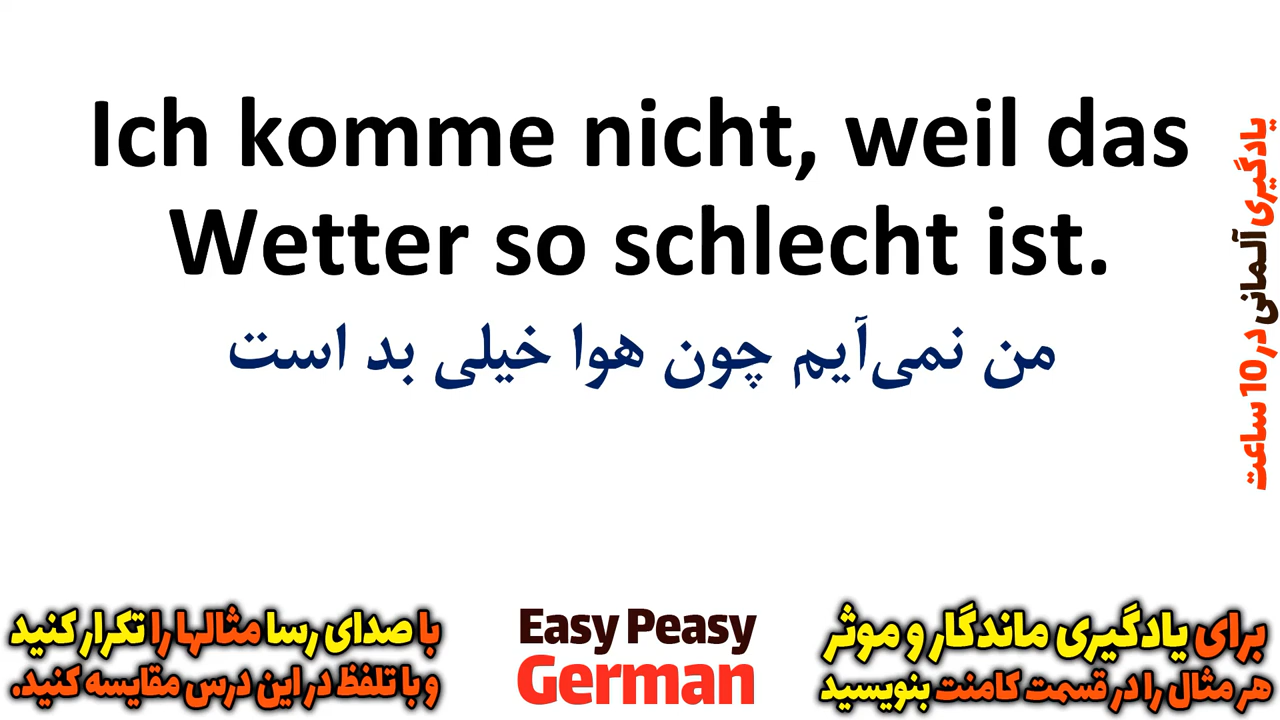 Ich komme nicht, weil das
Wetter so schlecht ist.
من نمی‌آیم چون هوا خیلی بد است
یادگیری آلمانی در 10 ساعت
با صدای رسا مثالها را تکرار کنید
و با تلفظ در این درس مقایسه کنید.
Easy Peasy
German
برای یادگیری ماندگار و موثر
هر مثال را در قسمت کامنت بنویسید